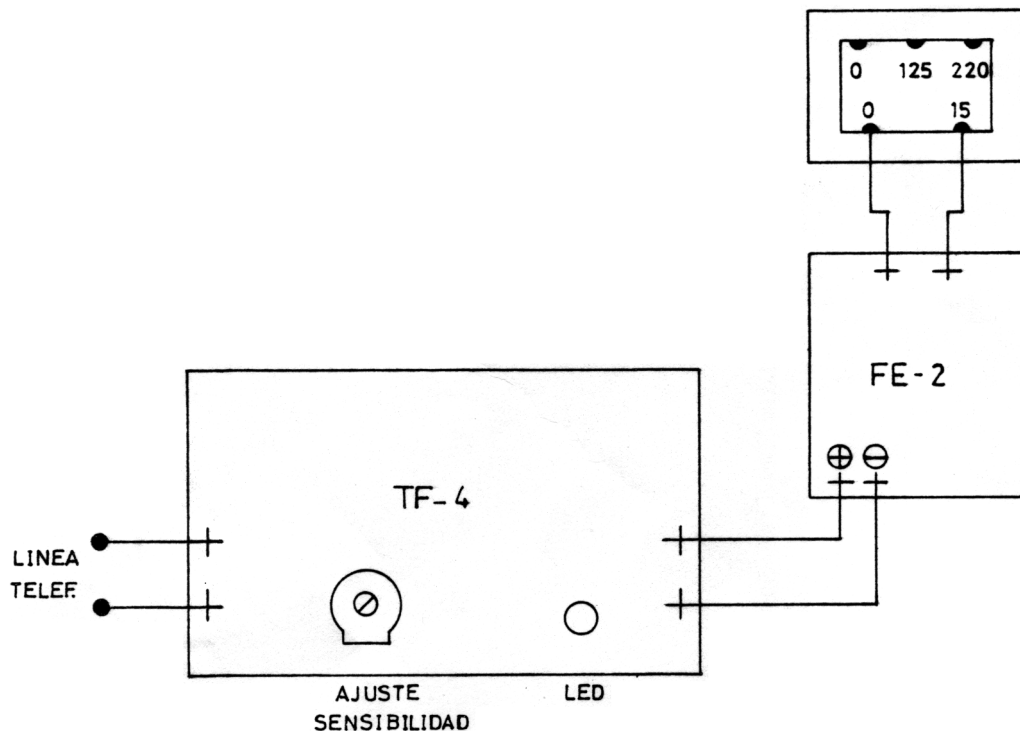 0 125 220
0 15
FE-2
+ −
TF-4
LINEA
TELEF.
AJUSTE
SENSIBILIDAD
LED